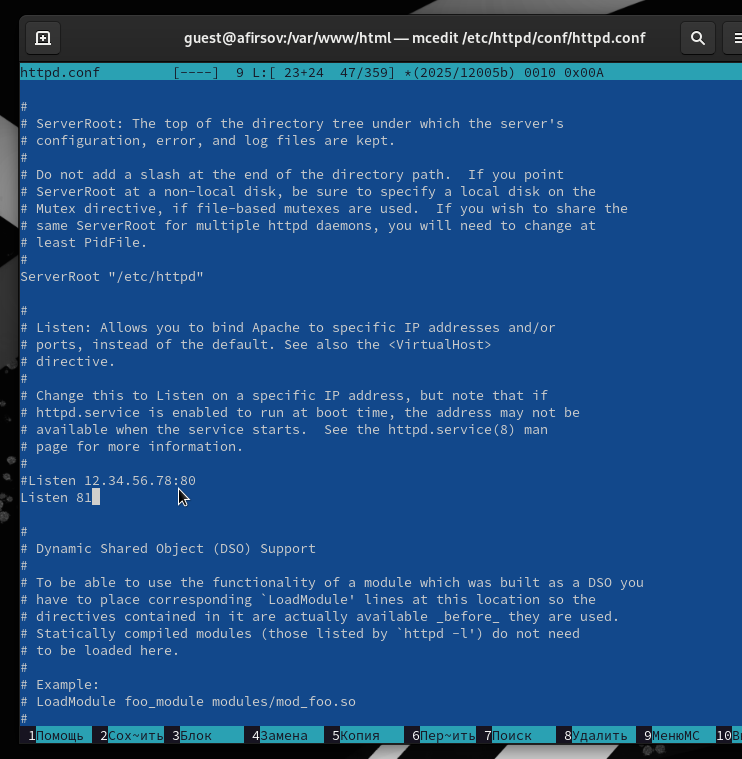 guest@afirsov:/var/www/html — mcedit /etc/httpd/conf/httpd.conf
httpd.conf [----] 9 L:[ 23+24 47/359] *(2025/12005b) 0010 0x00A
#
# ServerRoot: The top of the directory tree under which the server's
# configuration, error, and log files are kept.
#
# Do not add a slash at the end of the directory path.  If you point
# ServerRoot at a non-local disk, be sure to specify a local disk on the
# Mutex directive, if file-based mutexes are used.  If you wish to share the
# same ServerRoot for multiple httpd daemons, you will need to change at
# least PidFile.
#
ServerRoot "/etc/httpd"
#
# Listen: Allows you to bind Apache to specific IP addresses and/or
# ports, instead of the default. See also the <VirtualHost>
# directive.
#
# Change this to Listen on a specific IP address, but note that if
# httpd.service is enabled to run at boot time, the address may not be
# available when the service starts.  See the httpd.service(8) man
# page for more information.
#
#Listen 12.34.56.78:80
Listen 81
#
# Dynamic Shared Object (DSO) Support
#
# To be able to use the functionality of a module which was built as a DSO you
# have to place corresponding `LoadModule' lines at this location so the
# directives contained in it are actually available _before_ they are used.
# Statically compiled modules (those listed by `httpd -l') do not need
# to be loaded here.
#
# Example:
# LoadModule foo_module modules/mod_foo.so
#
1Помощь 2Сох~ить 3Блок 4Замена 5Копия 6Пер~ить 7Поиск 8Удалить 9МенюMC 10